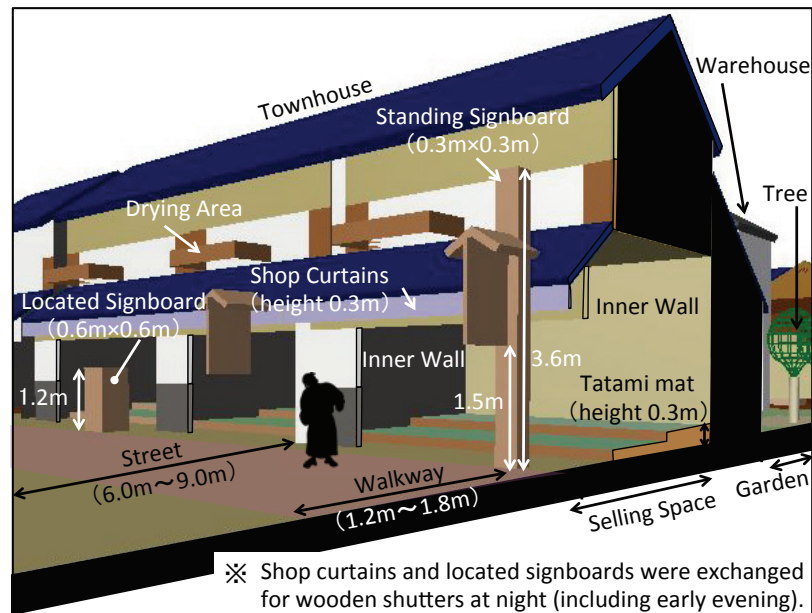 Townhouse
Warehouse
Standing Signboard
（0.3m×0.3m）
Tree
Drying Area
Shop Curtains
（height 0.3m）
Located Signboard
（0.6m×0.6m）
Inner Wall
Inner Wall
3.6m
1.2m
1.5m
Tatami mat
（height 0.3m）
Street
（6.0m～9.0m）
Walkway
（1.2m～1.8m）
Selling Space
Garden
※ Shop curtains and located signboards were exchanged
for wooden shutters at night (including early evening).